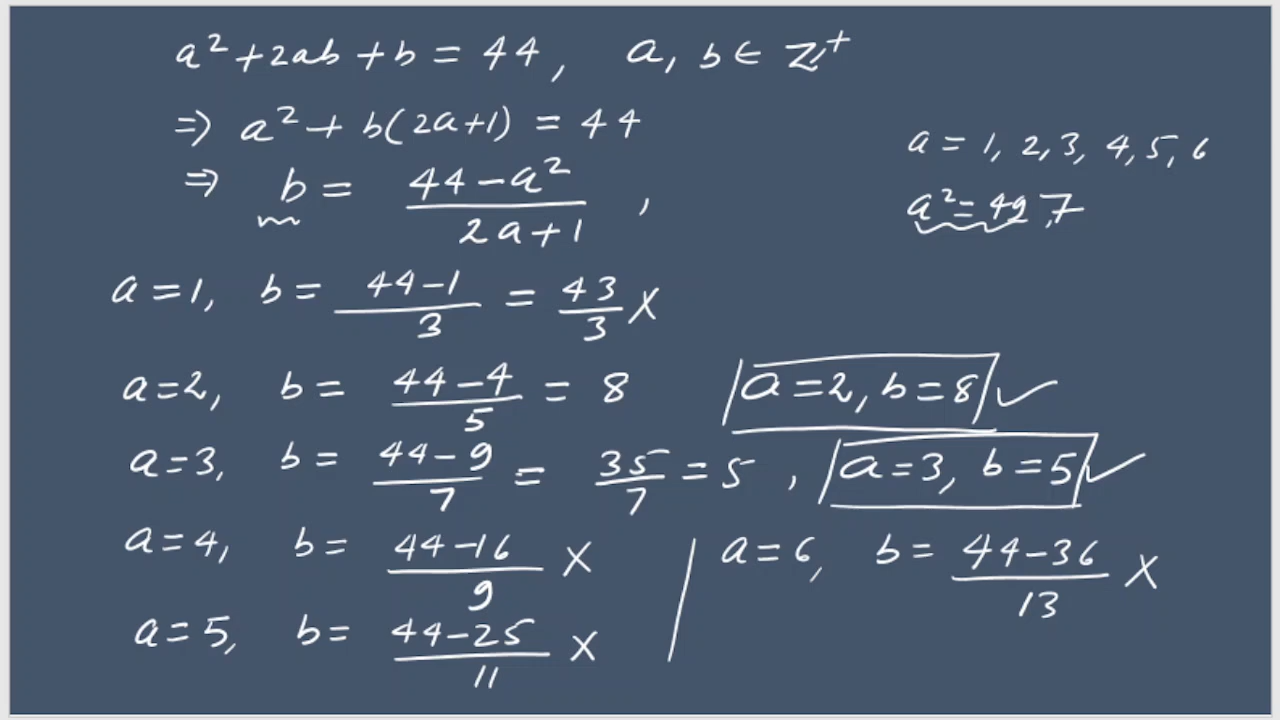 a²+2ab+b=44, a, b ∈ Z⁺
⇒ a²+b(2a+1) = 44
a = 1, 2, 3, 4, 5, 6
⇒ b = (44-a²)/(2a+1),
a²=49, 7
a=1, b= (44-1)/3 = 43/3 X
a=2, b= (44-4)/5 = 8 a=2, b=8 ✓
a=3, b= (44-9)/7 = 35/7 = 5, a=3, b=5 ✓
a=4, b= (44-16)/9 X
a=6, b= (44-36)/13 X
a=5, b= (44-25)/11 X